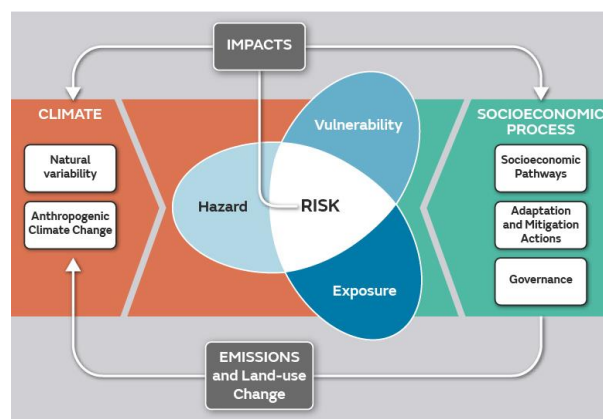 IMPACTS
CLIMATE
Natural
variability
Anthropogenic
Climate Change
Vulnerability
Hazard
RISK
Exposure
SOCIOECONOMIC
PROCESS
Socioeconomic
Pathways
Adaptation
and Mitigation
Actions
Governance
EMISSIONS
and Land-use
Change